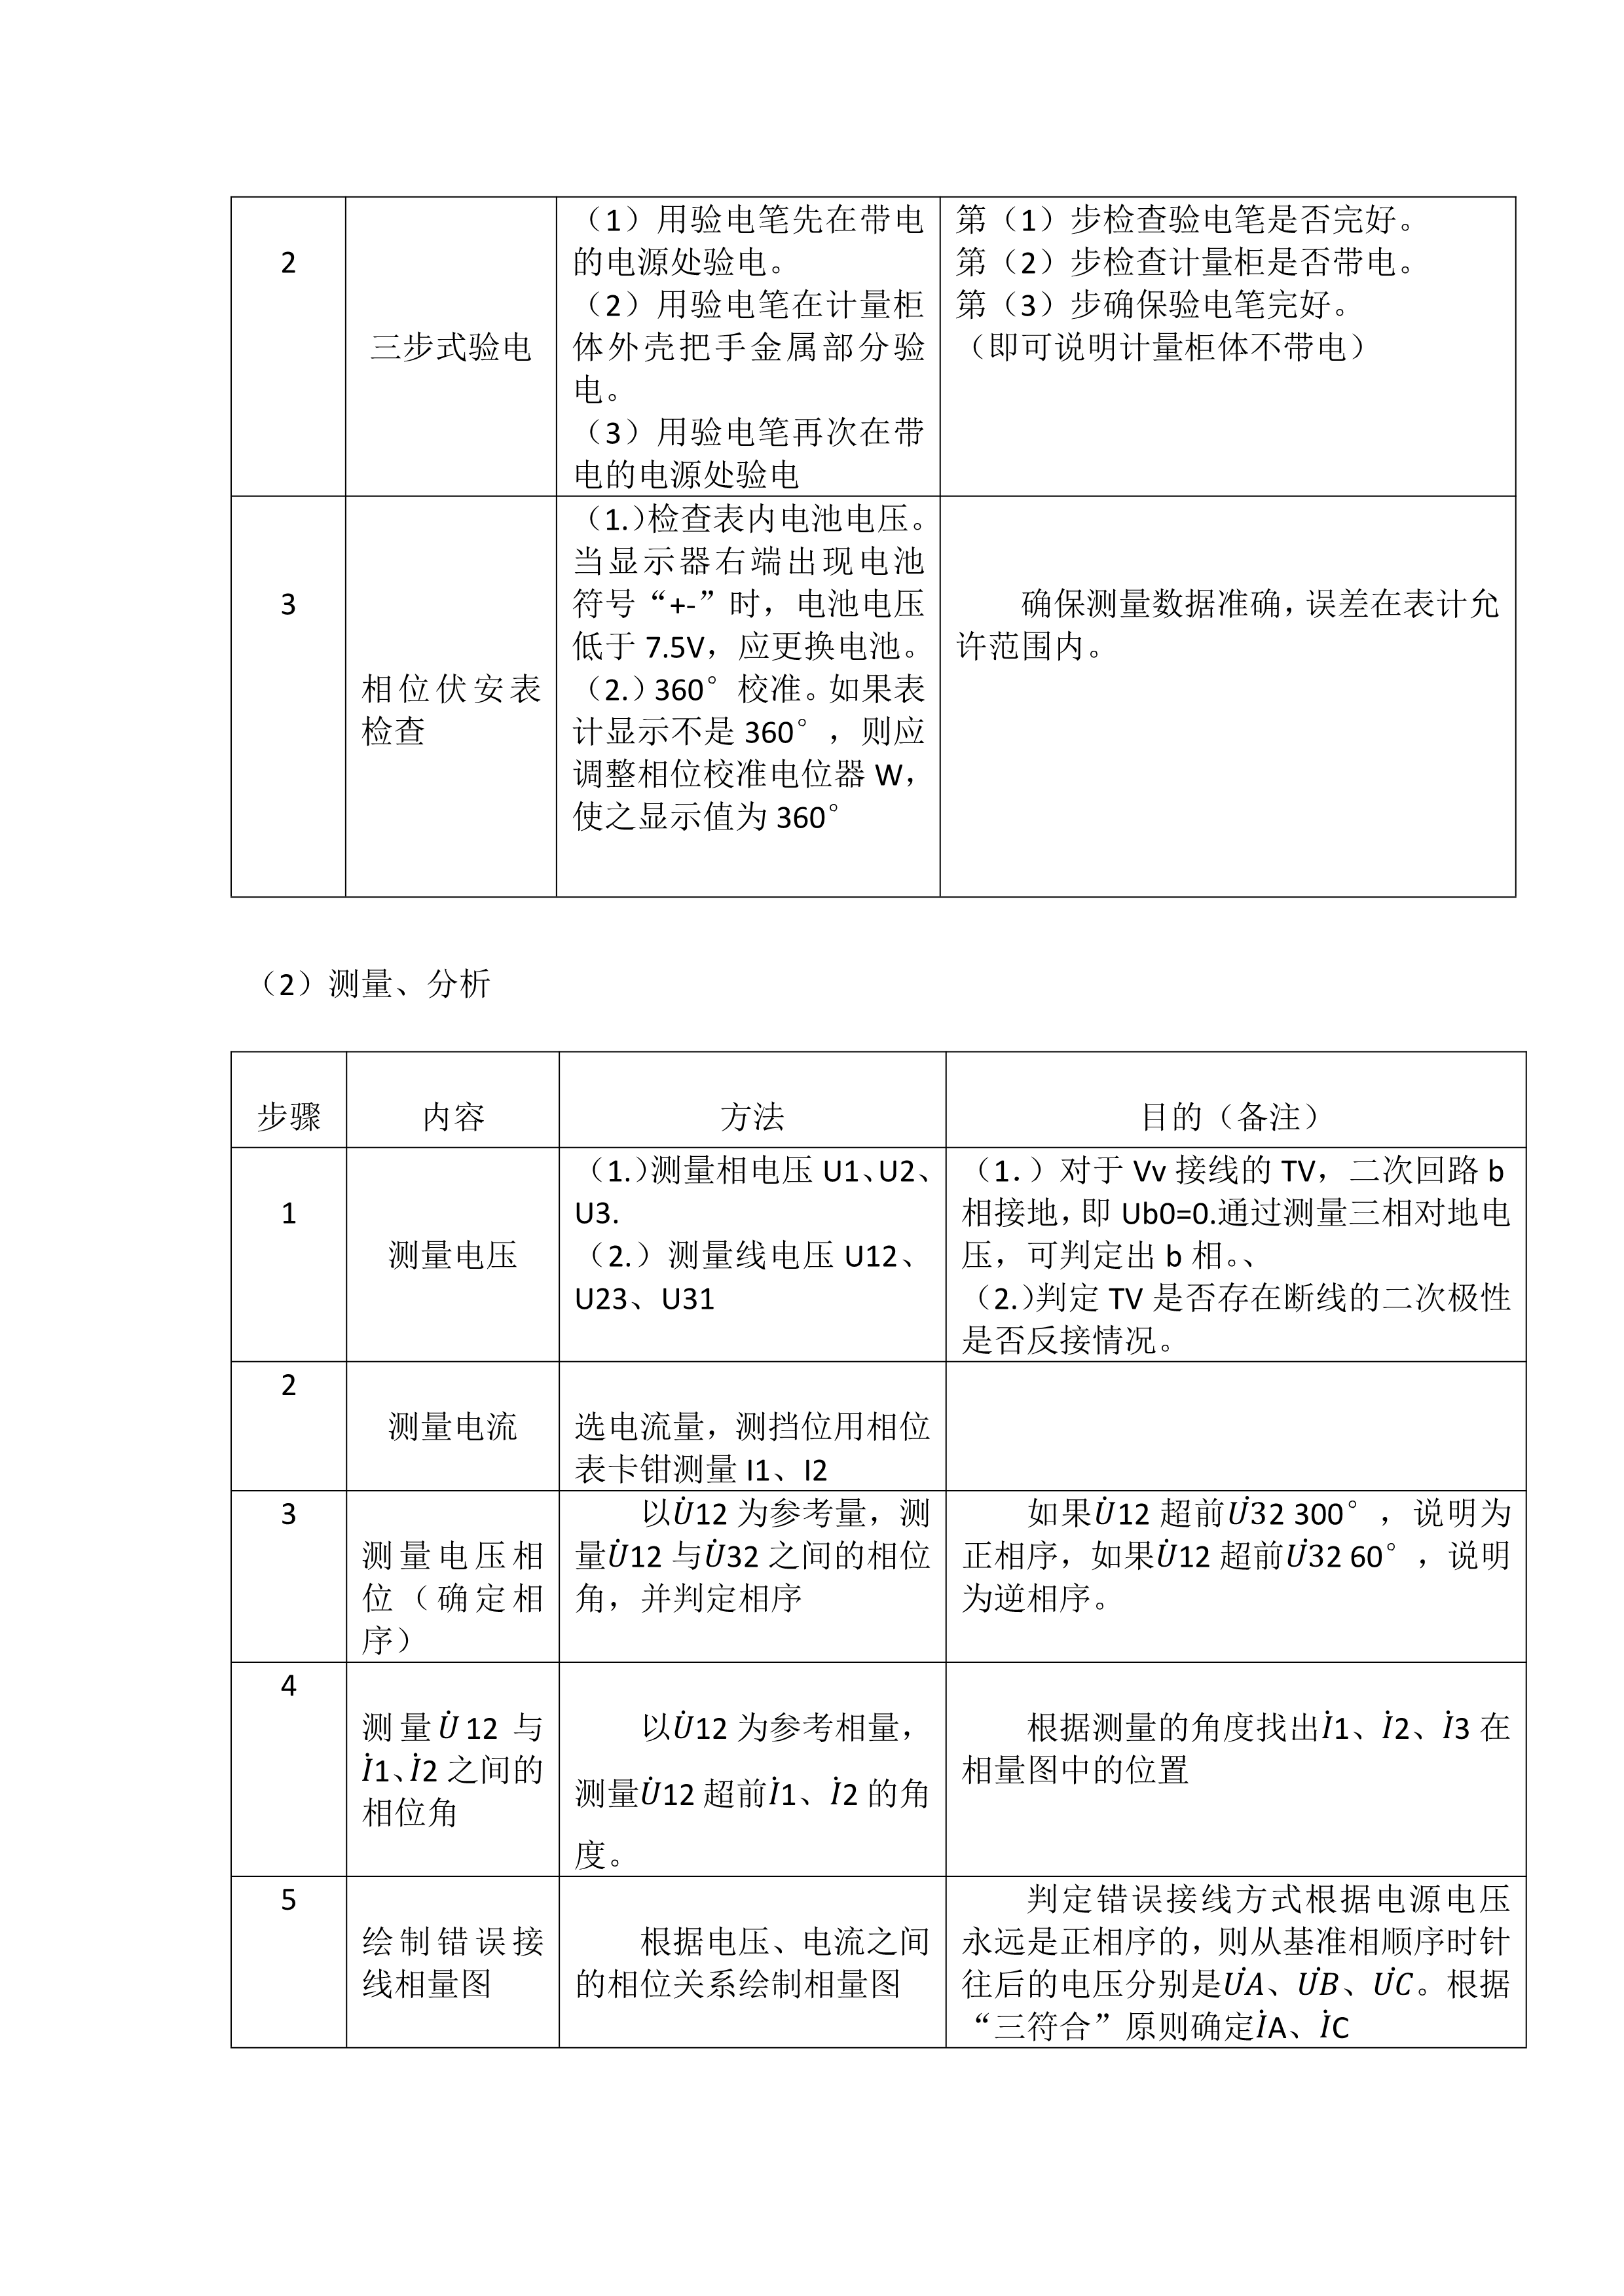 2
三步式验电
（1）用验电笔先在带电
的电源处验电。
（2）用验电笔在计量柜
体外壳把手金属部分验
电。
（3）用验电笔再次在带
电的电源处验电
第（1）步检查验电笔是否完好。
第（2）步检查计量柜是否带电。
第（3）步确保验电笔完好。
（即可说明计量柜体不带电）
3
相位伏安表
检查
（1.）检查表内电池电压。
当显示器右端出现电池
符号“+-”时，电池电压
低于 7.5V，应更换电池。
（2.）360°校准。如果表
计显示不是 360°，则应
调整相位校准电位器 W，
使之显示值为 360°
确保测量数据准确，误差在表计允
许范围内。
（2）测量、分析
步骤
内容
方法
目的（备注）
1
测量电压
（1.）测量相电压 U1、U2、
U3.
（2.）测量线电压 U12、
U23、U31
（1.）对于 Vv 接线的 TV，二次回路 b
相接地，即 Ub0=0.通过测量三相对地电
压，可判定出 b 相。、
（2.）判定 TV 是否存在断线的二次极性
是否反接情况。
2
测量电流
选电流量，测挡位用相位
表卡钳测量 I1、I2
3
测量电压相
位（确定相
序）
以U̇12 为参考量，测
量U̇12 与U̇32 之间的相位
角，并判定相序
如果U̇12 超前U̇32 300°，说明为
正相序，如果U̇12 超前U̇32 60°，说明
为逆相序。
4
测量U̇ 12 与
İ1、İ2 之间的
相位角
以U̇12 为参考相量，
测量U̇12 超前İ1、İ2 的角
度。
根据测量的角度找出İ1、İ2、İ3 在
相量图中的位置
5
绘制错误接
线相量图
根据电压、电流之间
的相位关系绘制相量图
判定错误接线方式根据电源电压
永远是正相序的，则从基准相顺序时针
往后的电压分别是U̇A、U̇B、U̇C。根据
“三符合”原则确定İA、İC